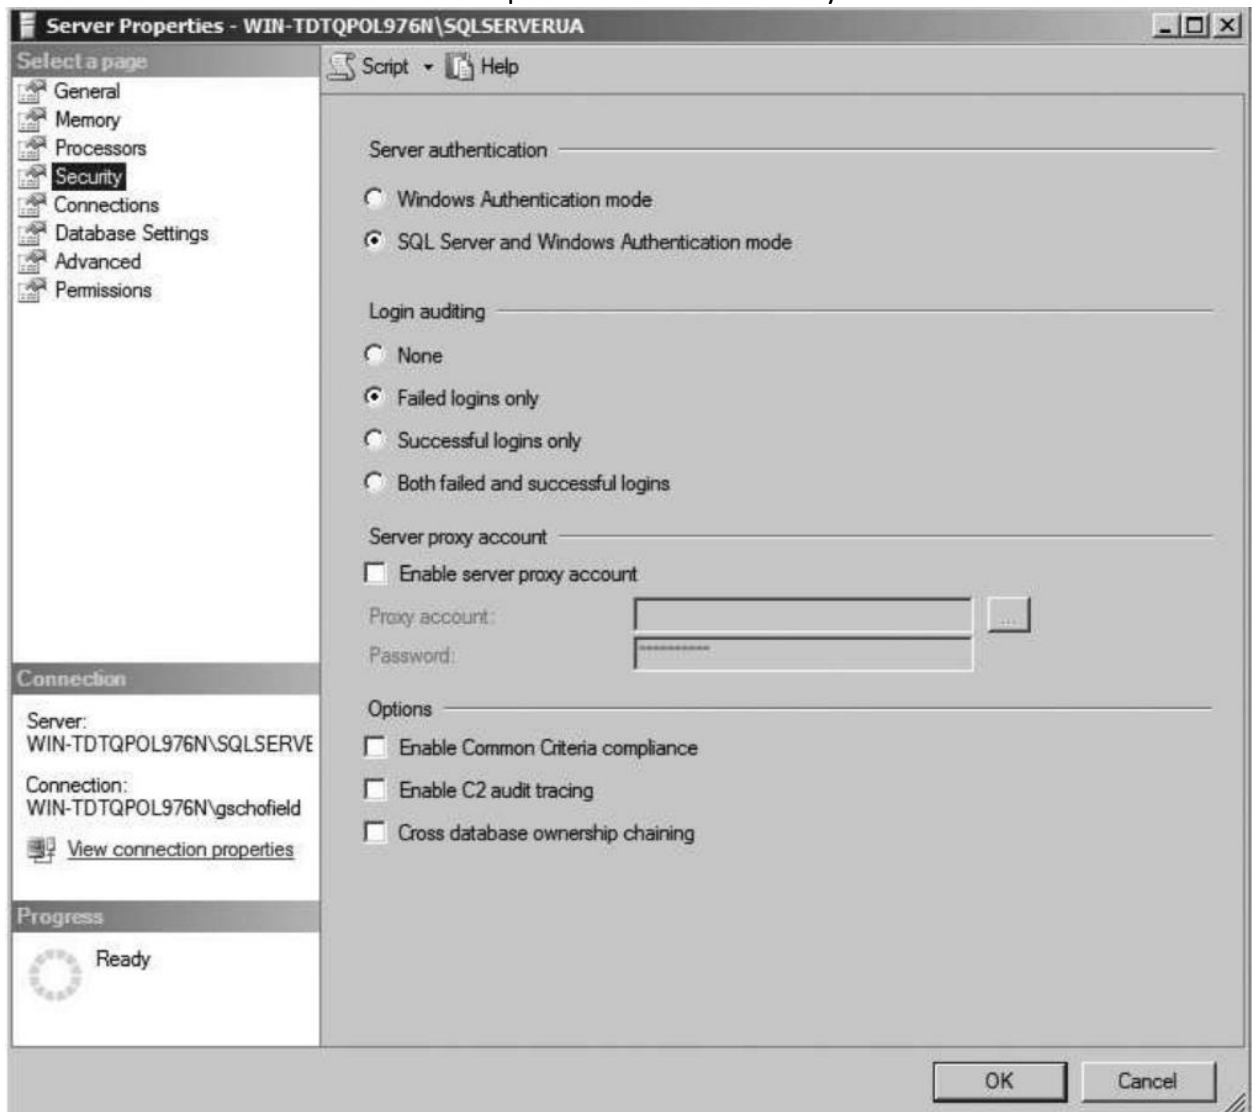 Server Properties - WIN-TDTQPOL976N\SQLSERVERUA
Select a page
General
Memory
Processors
Security
Connections
Database Settings
Advanced
Permissions
Connection
Server:
WIN-TDTQPOL976N\SQLSERVE
Connection:
WIN-TDTQPOL976N\gschofield
View connection properties
Progress
Ready
Script Help
Server authentication
Windows Authentication mode
SQL Server and Windows Authentication mode
Login auditing
None
Failed logins only
Successful logins only
Both failed and successful logins
Server proxy account
Enable server proxy account
Proxy account:
...
Password:
**********
Options
Enable Common Criteria compliance
Enable C2 audit tracing
Cross database ownership chaining
OK Cancel